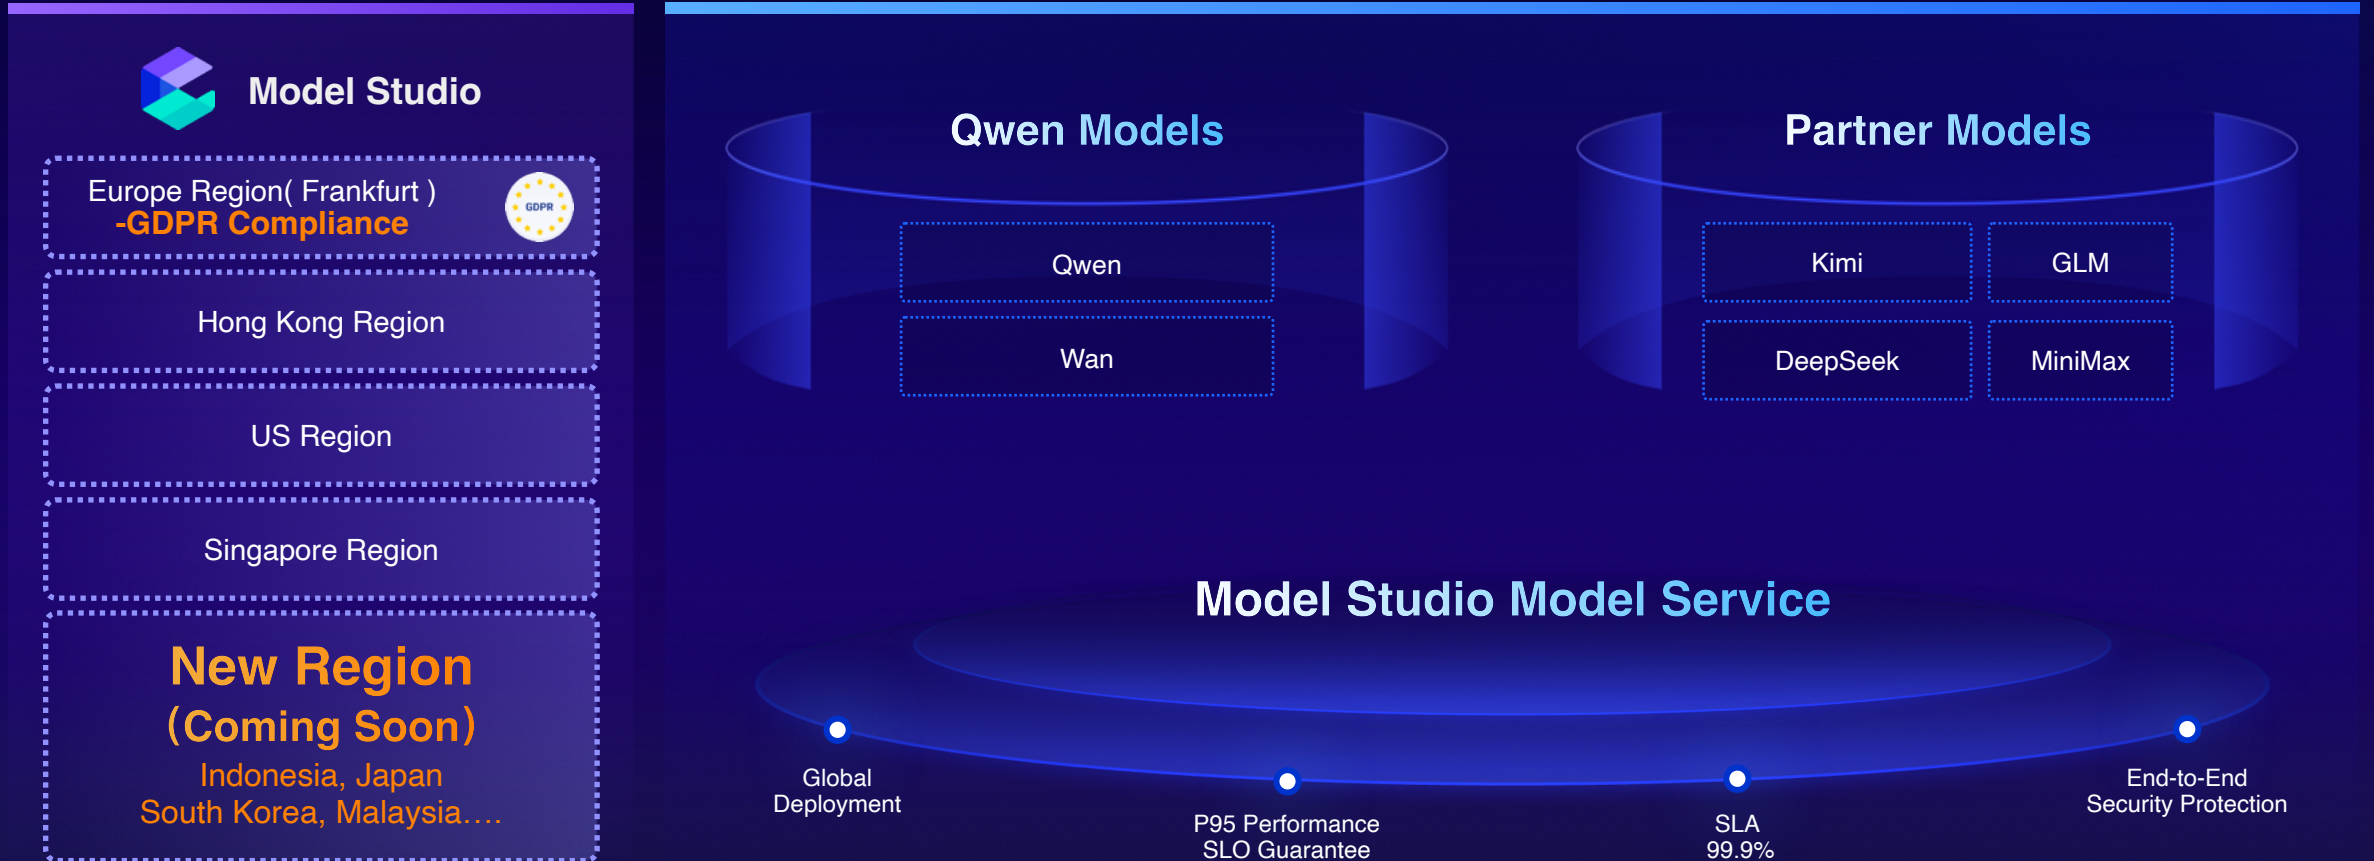 Model Studio
Europe Region( Frankfurt )
-GDPR Compliance
GDPR
Hong Kong Region
US Region
Singapore Region
New Region
(Coming Soon)
Indonesia, Japan
South Korea, Malaysia....
Qwen Models
Qwen
Wan
Partner Models
Kimi
GLM
DeepSeek
MiniMax
Model Studio Model Service
Global
Deployment
P95 Performance
SLO Guarantee
SLA
99.9%
End-to-End
Security Protection